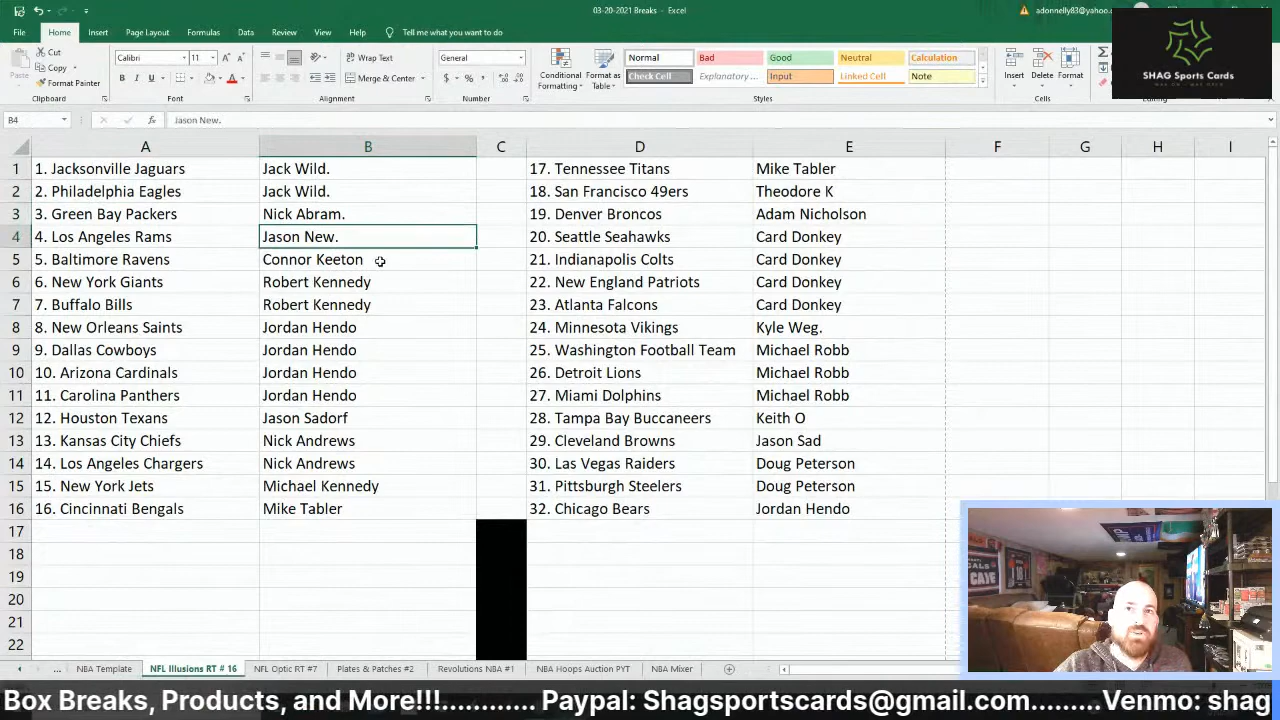 03-20-2021 Breaks - Excel
adonnelly83@yahoo.
File Home Insert Page Layout Formulas Data Review View Help Tell me what you want to do
Cut
Copy
Format Painter
Clipboard
Calibri 11
Font
Wrap Text
Merge & Center
Alignment
General
Number
Conditional Formatting
Format as Table
Normal Bad Good Neutral Calculation
Check Cell Explanatory ... Input Linked Cell Note
Styles
Insert Delete Format
Cells
SHAG Sports Cards
B4 Jason New.
A B C D E F G H I
1 1. Jacksonville Jaguars Jack Wild. 17. Tennessee Titans Mike Tabler
2 2. Philadelphia Eagles Jack Wild. 18. San Francisco 49ers Theodore K
3 3. Green Bay Packers Nick Abram. 19. Denver Broncos Adam Nicholson
4 4. Los Angeles Rams Jason New. 20. Seattle Seahawks Card Donkey
5 5. Baltimore Ravens Connor Keeton 21. Indianapolis Colts Card Donkey
6 6. New York Giants Robert Kennedy 22. New England Patriots Card Donkey
7 7. Buffalo Bills Robert Kennedy 23. Atlanta Falcons Card Donkey
8 8. New Orleans Saints Jordan Hendo 24. Minnesota Vikings Kyle Weg.
9 9. Dallas Cowboys Jordan Hendo 25. Washington Football Team Michael Robb
10 10. Arizona Cardinals Jordan Hendo 26. Detroit Lions Michael Robb
11 11. Carolina Panthers Jordan Hendo 27. Miami Dolphins Michael Robb
12 12. Houston Texans Jason Sadorf 28. Tampa Bay Buccaneers Keith O
13 13. Kansas City Chiefs Nick Andrews 29. Cleveland Browns Jason Sad
14 14. Los Angeles Chargers Nick Andrews 30. Las Vegas Raiders Doug Peterson
15 15. New York Jets Michael Kennedy 31. Pittsburgh Steelers Doug Peterson
16 16. Cincinnati Bengals Mike Tabler 32. Chicago Bears Jordan Hendo
17
18
19
20
21
22
... NBA Template NFL Illusions RT # 16 NFL Optic RT #7 Plates & Patches #2 Revolutions NBA #1 NBA Hoops Auction PYT NBA Mixer
Box Breaks, Products, and More!!!............ Paypal: Shagsportscards@gmail.com.........Venmo: shag